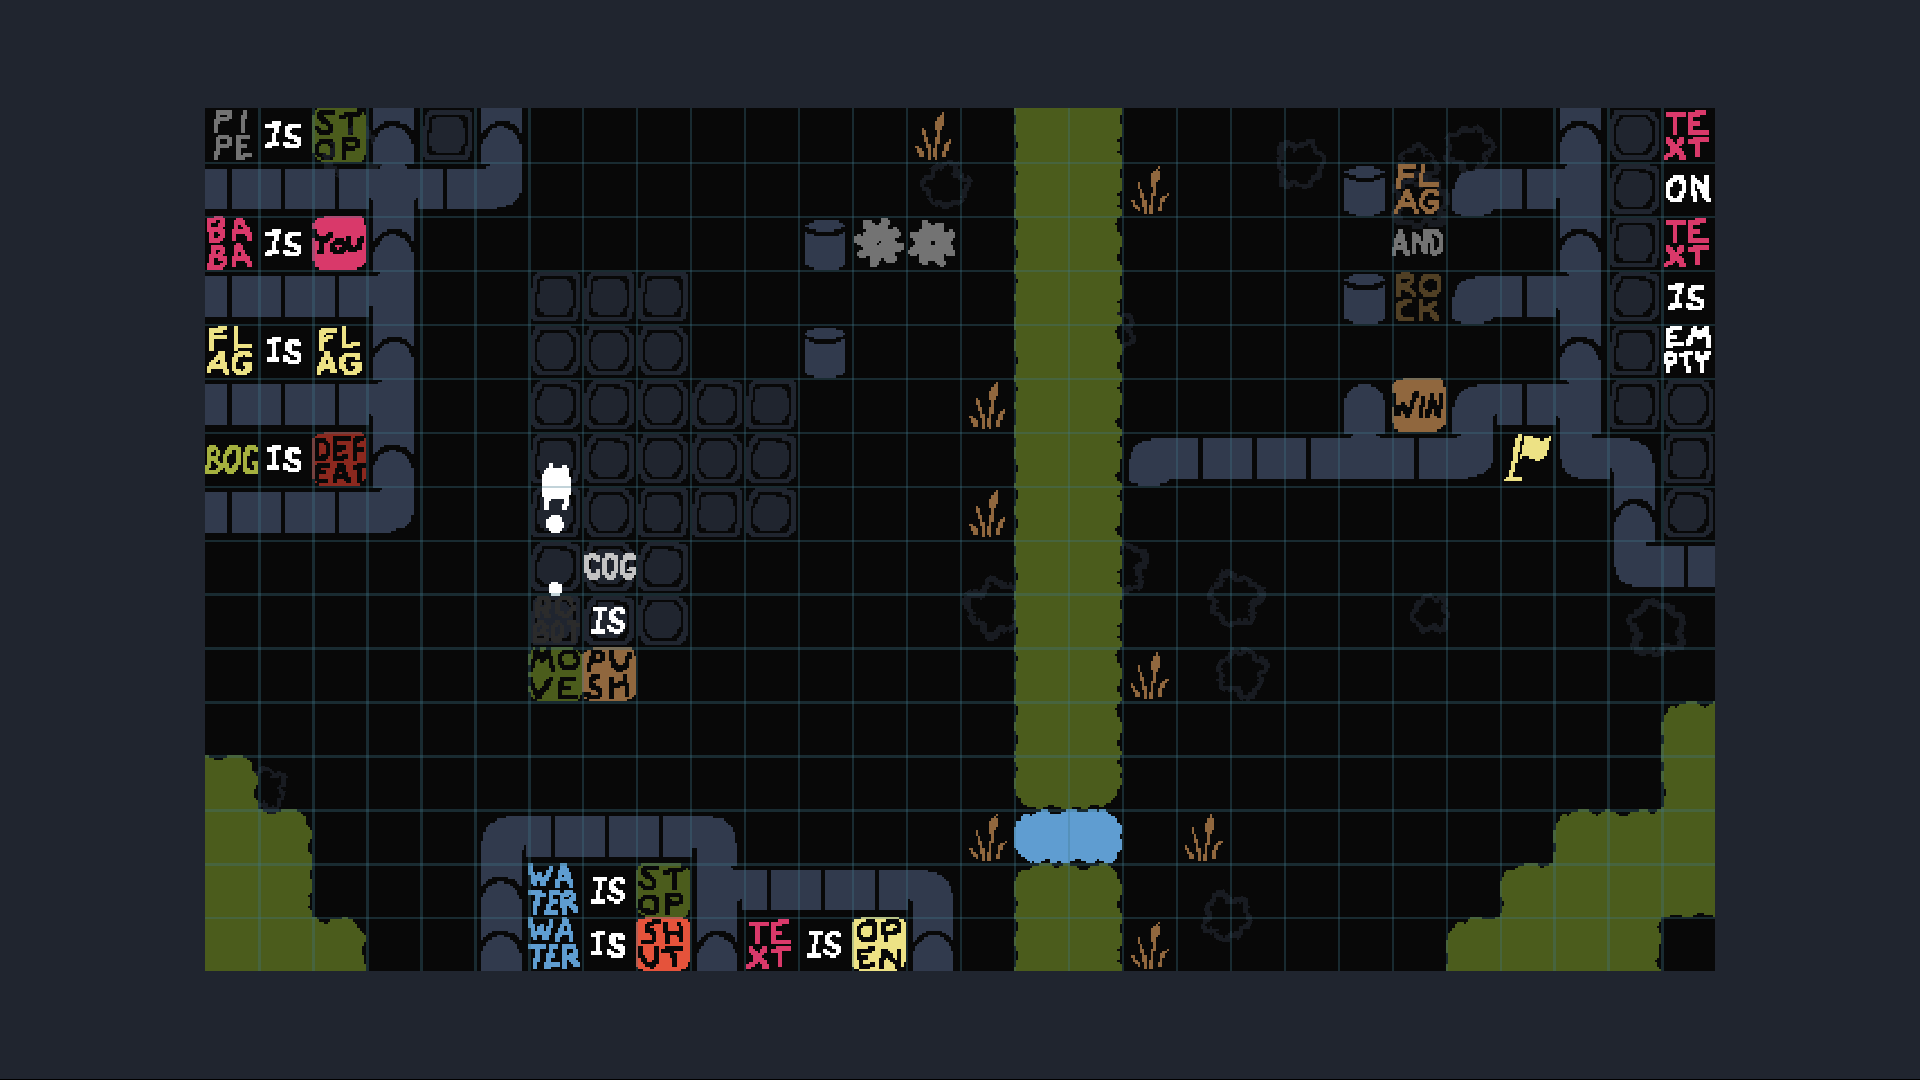 PIPE IS STOP
TEXT
FLAG
ON
BABA IS YOU
AND
TEXT
ROCK
IS
FLAG IS FLAG
EMPTY
WIN
BOG IS DEFEAT
COG
ROBOT IS
MOVE PUSH
WATER IS STOP
WATER IS SHUT
TEXT IS OPEN